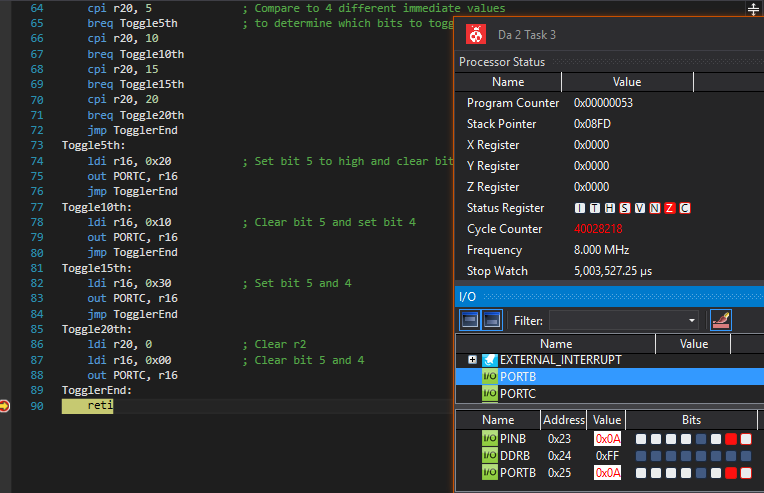 64 cpi r20, 5 ; Compare to 4 different immediate values
65 breq Toggle5th ; to determine which bits to togg
66 cpi r20, 10
67 breq Toggle10th
68 cpi r20, 15
69 breq Toggle15th
70 cpi r20, 20
71 breq Toggle20th
72 jmp TogglerEnd
73 Toggle5th:
74 ldi r16, 0x20 ; Set bit 5 to high and clear bit
75 out PORTC, r16
76 jmp TogglerEnd
77 Toggle10th:
78 ldi r16, 0x10 ; Clear bit 5 and set bit 4
79 out PORTC, r16
80 jmp TogglerEnd
81 Toggle15th:
82 ldi r16, 0x30 ; Set bit 5 and 4
83 out PORTC, r16
84 jmp TogglerEnd
85 Toggle20th:
86 ldi r20, 0 ; Clear r2
87 ldi r16, 0x00 ; Clear bit 5 and 4
88 out PORTC, r16
89 TogglerEnd:
90 reti
Da 2 Task 3
Processor Status
Name Value
Program Counter 0x00000053
Stack Pointer 0x08FD
X Register 0x0000
Y Register 0x0000
Z Register 0x0000
Status Register I T H S V N Z C
Cycle Counter 40028218
Frequency 8.000 MHz
Stop Watch 5,003,527.25 µs
I/O
Filter:
Name Value
EXTERNAL_INTERRUPT
I/O PORTB
I/O PORTC
Name Address Value Bits
I/O PINB 0x23 0x0A
I/O DDRB 0x24 0xFF
I/O PORTB 0x25 0x0A